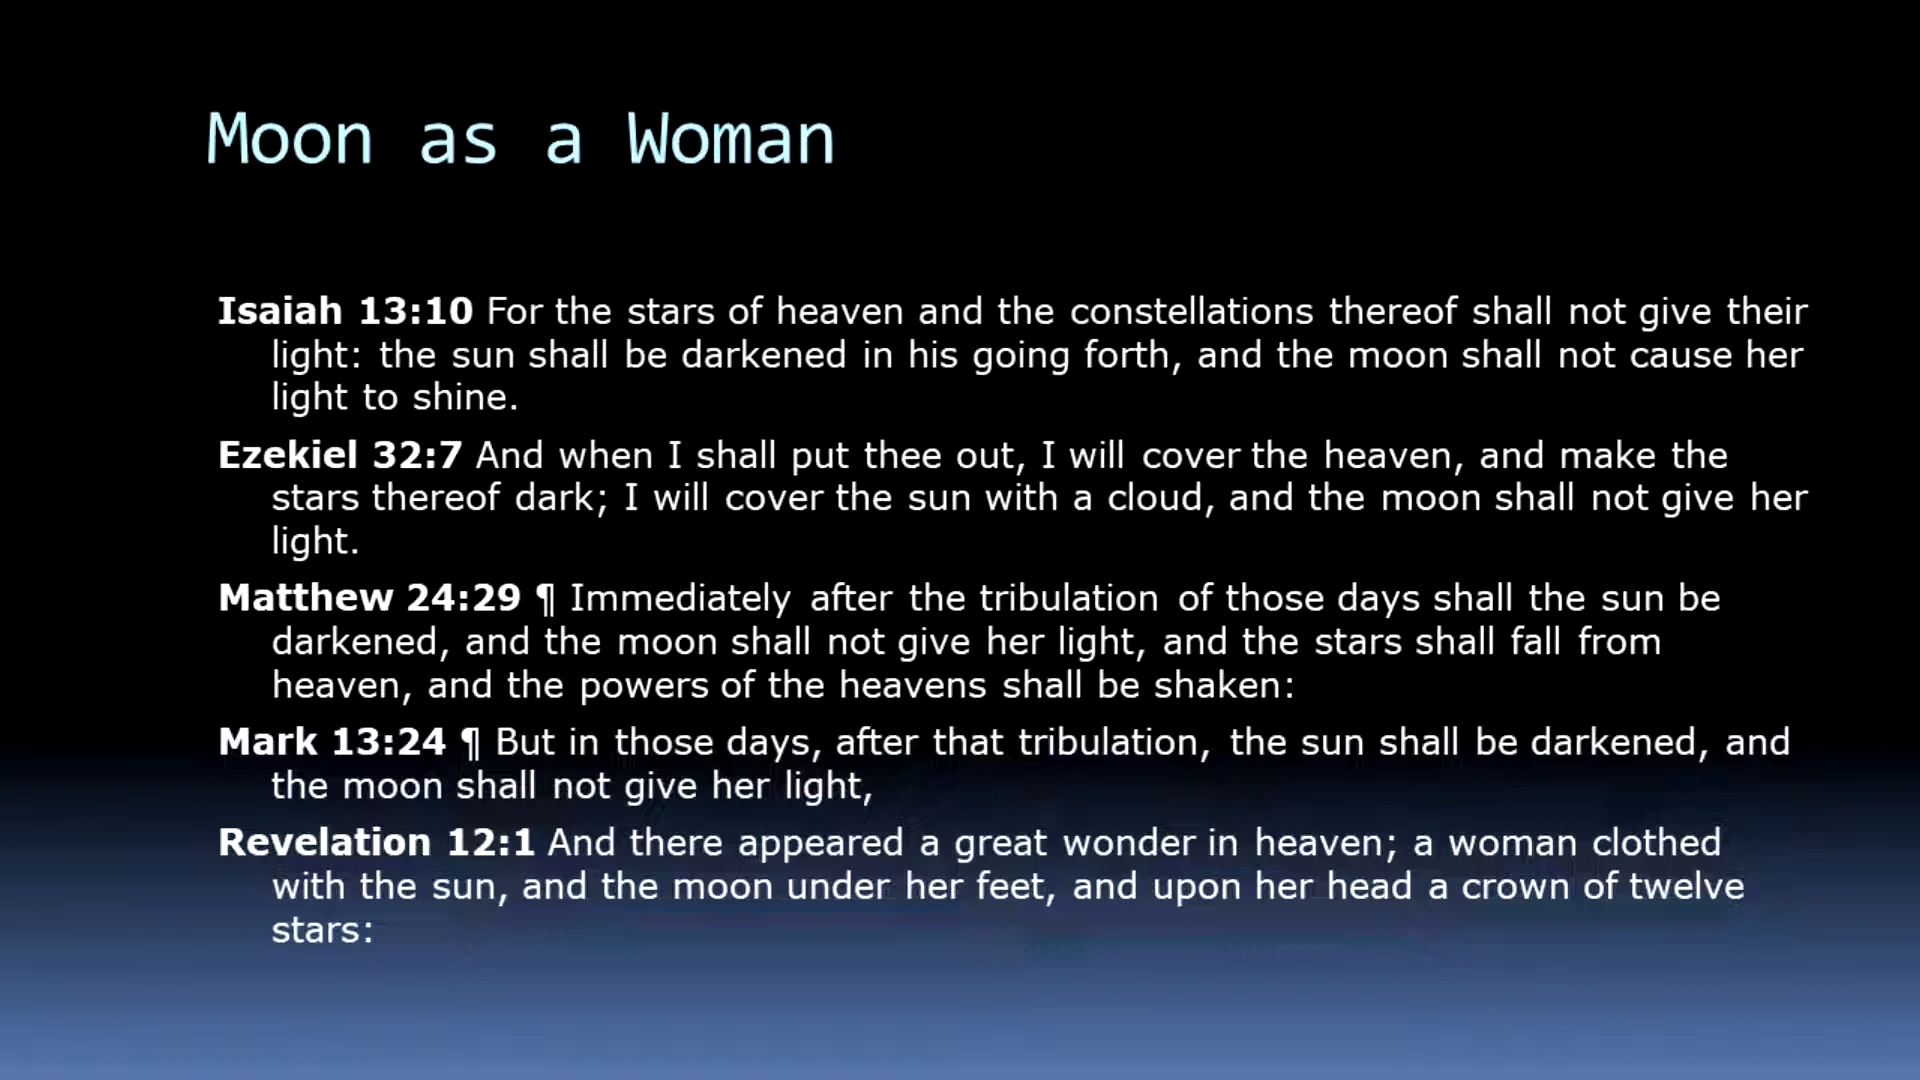 Moon as a Woman
Isaiah 13:10 For the stars of heaven and the constellations thereof shall not give their
light: the sun shall be darkened in his going forth, and the moon shall not cause her
light to shine.
Ezekiel 32:7 And when I shall put thee out, I will cover the heaven, and make the
stars thereof dark; I will cover the sun with a cloud, and the moon shall not give her
light.
Matthew 24:29 ¶ Immediately after the tribulation of those days shall the sun be
darkened, and the moon shall not give her light, and the stars shall fall from
heaven, and the powers of the heavens shall be shaken:
Mark 13:24 ¶ But in those days, after that tribulation, the sun shall be darkened, and
the moon shall not give her light,
Revelation 12:1 And there appeared a great wonder in heaven; a woman clothed
with the sun, and the moon under her feet, and upon her head a crown of twelve
stars: